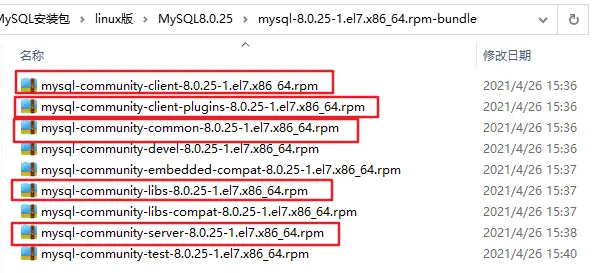 MySQL安装包 > linux版 > MySQL8.0.25 > mysql-8.0.25-1.el7.x86_64.rpm-bundle
名称 修改日期
mysql-community-client-8.0.25-1.el7.x86_64.rpm 2021/4/26 15:36
mysql-community-client-plugins-8.0.25-1.el7.x86_64.rpm 2021/4/26 15:36
mysql-community-common-8.0.25-1.el7.x86_64.rpm 2021/4/26 15:36
mysql-community-devel-8.0.25-1.el7.x86_64.rpm 2021/4/26 15:36
mysql-community-embedded-compat-8.0.25-1.el7.x86_64.rpm 2021/4/26 15:37
mysql-community-libs-8.0.25-1.el7.x86_64.rpm 2021/4/26 15:37
mysql-community-libs-compat-8.0.25-1.el7.x86_64.rpm 2021/4/26 15:37
mysql-community-server-8.0.25-1.el7.x86_64.rpm 2021/4/26 15:38
mysql-community-test-8.0.25-1.el7.x86_64.rpm 2021/4/26 15:40